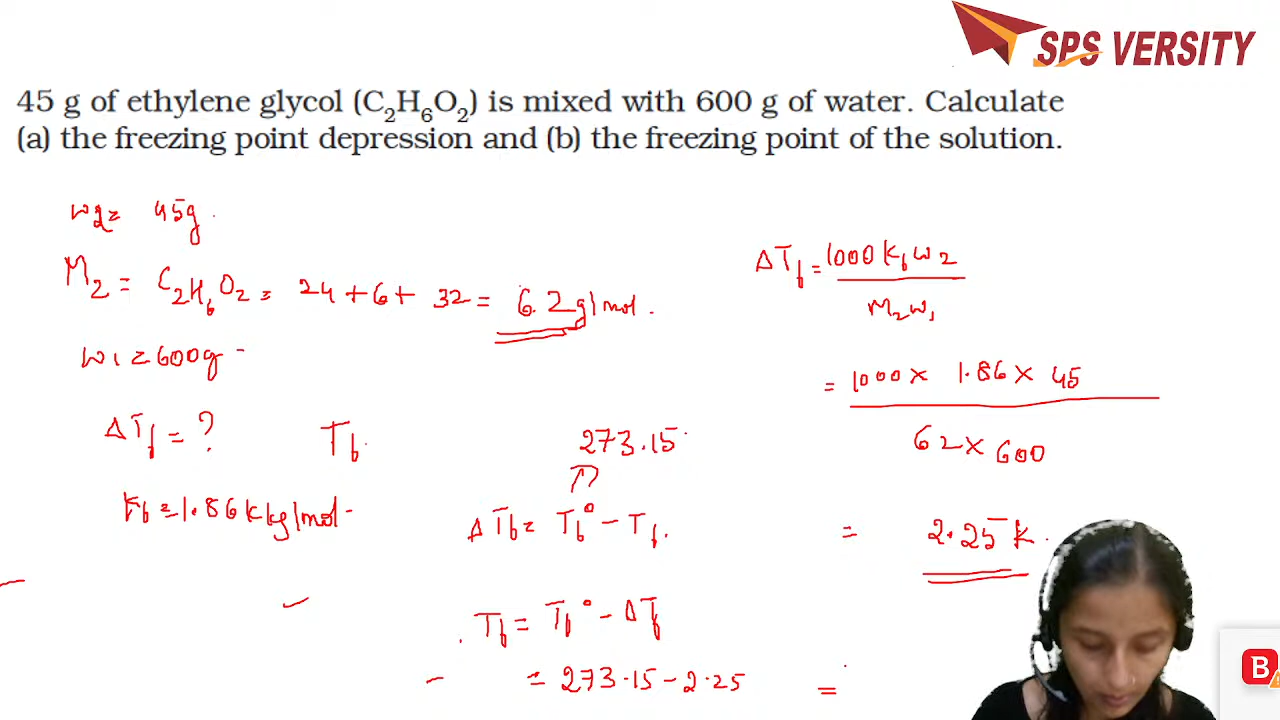 SPS VERSITY
45 g of ethylene glycol (C₂H₆O₂) is mixed with 600 g of water. Calculate
(a) the freezing point depression and (b) the freezing point of the solution.
w2 = 45g.
M₂ = C₂H₆O₂ = 24 + 6 + 32 = 6.2 g/mol.
w₁ = 600g
ΔTf = ? Tf.
Kf = 1.86 K kg/mol
273.15
ΔTf = Tf° - Tf.
Tf = Tf° - ΔTf
= 273.15 - 2.25 =
ΔTf = 1000 Kf w2
M₂w₁
= 1000 × 1.86 × 45
62 × 600
= 2.25 K.
B